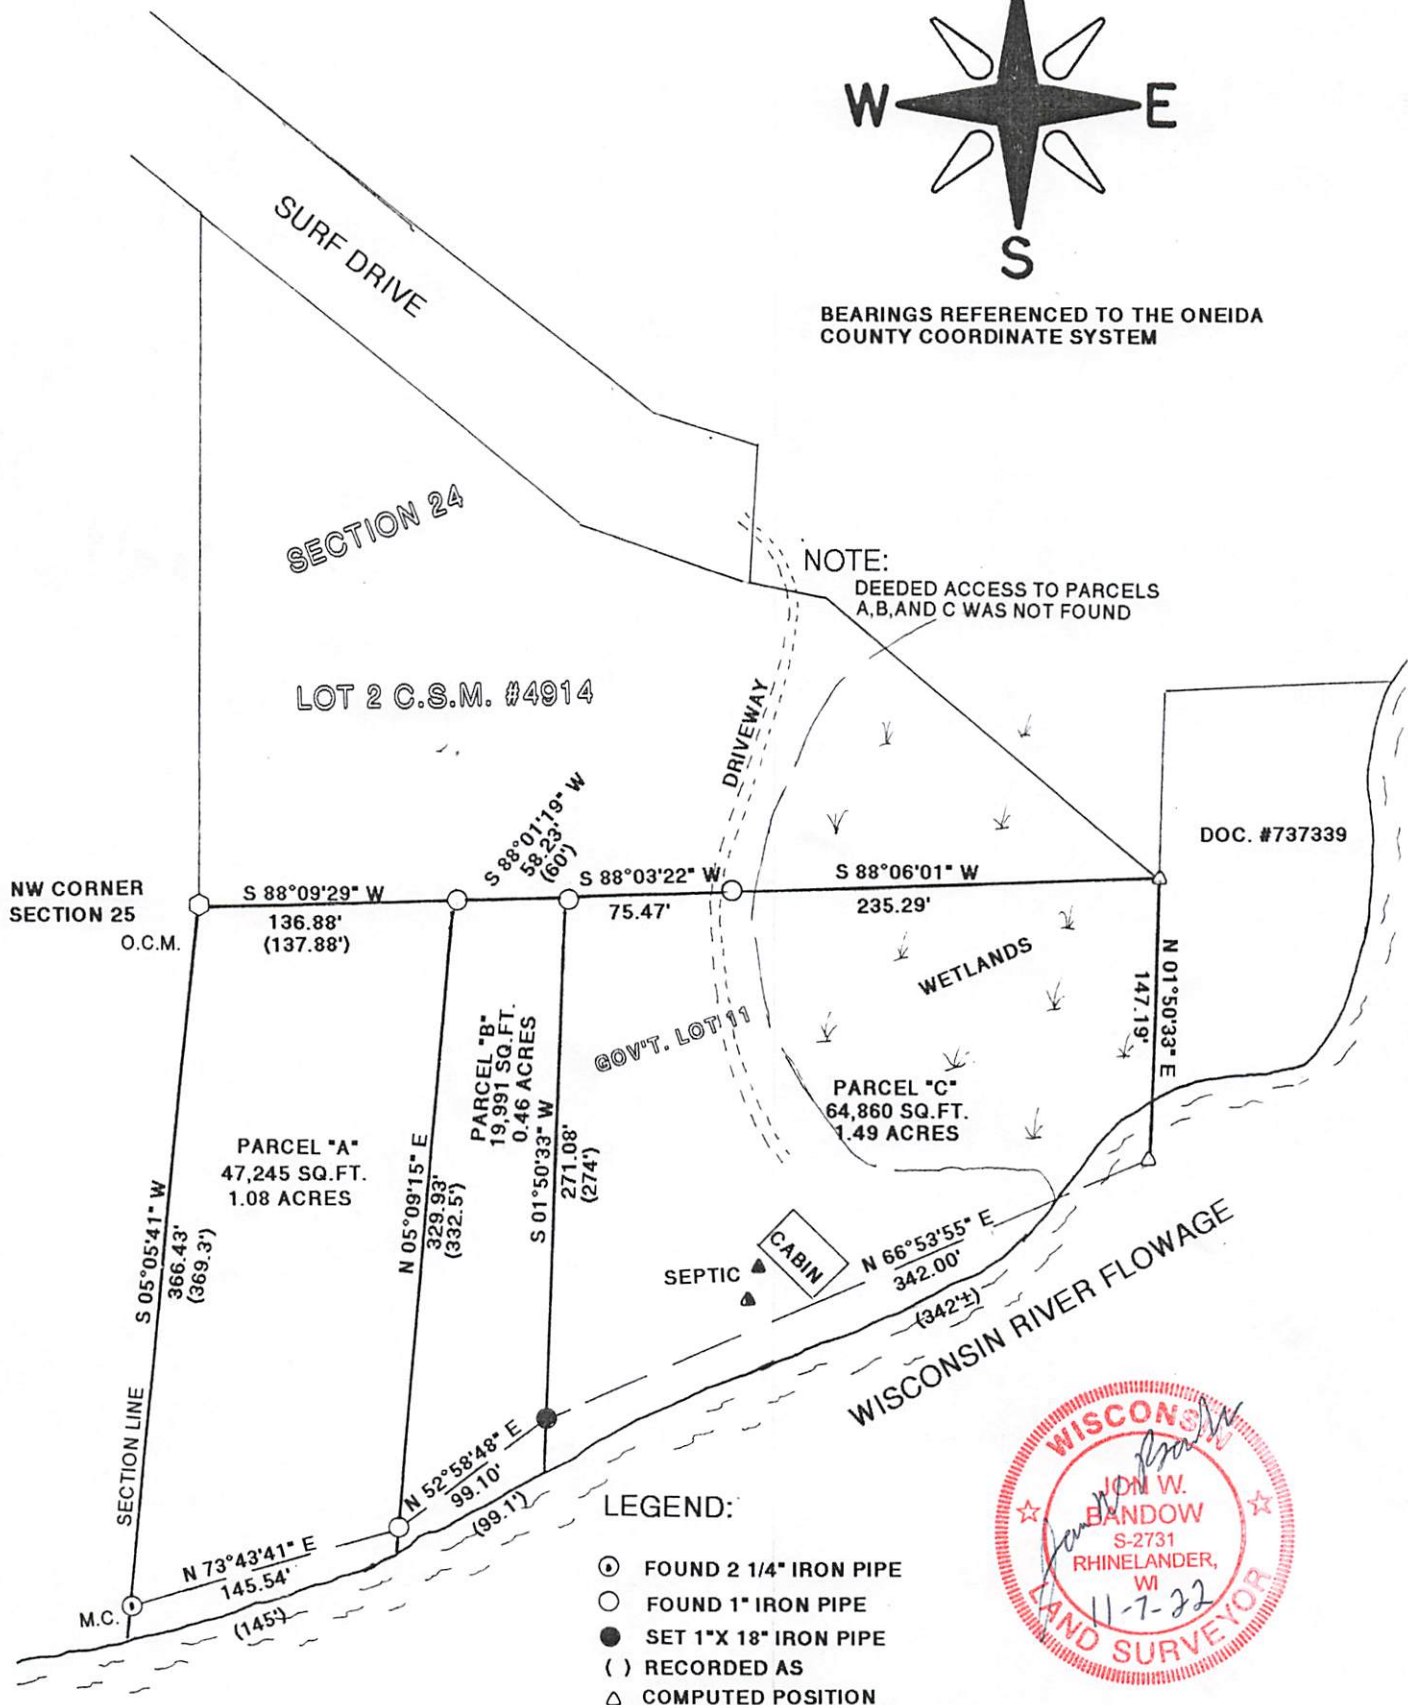 W E
S
BEARINGS REFERENCED TO THE ONEIDA
COUNTY COORDINATE SYSTEM
SURF DRIVE
SECTION 24
NOTE:
DEEDED ACCESS TO PARCELS
A,B,AND C WAS NOT FOUND
LOT 2 C.S.M. #4914
DRIVEWAY
DOC. #737339
NW CORNER
SECTION 25
O.C.M.
S 88°09'29" W
136.88'
(137.88')
S 88°01'19" W
58.23'
(60')
S 88°03'22" W
75.47'
S 88°06'01" W
235.29'
N 01°50'33" E
147.19'
WETLANDS
GOV'T. LOT 11
PARCEL "A"
47,245 SQ.FT.
1.08 ACRES
PARCEL "B"
19,991 SQ.FT.
0.46 ACRES
PARCEL "C"
64,860 SQ.FT.
1.49 ACRES
S 05°05'41" W
366.43'
(369.3')
N 05°09'15" E
329.93'
(332.5')
S 01°50'33" W
271.08'
(274')
SECTION LINE
SEPTIC
CABIN
N 66°53'55" E
342.00'
(342'±)
WISCONSIN RIVER FLOWAGE
N 52°58'48" E
99.10'
(99.1')
N 73°43'41" E
145.54'
(145')
M.C.
LEGEND:
FOUND 2 1/4" IRON PIPE
FOUND 1" IRON PIPE
SET 1"X 18" IRON PIPE
( ) RECORDED AS
COMPUTED POSITION
WISCONSIN
JON W.
BANDOW
S-2731
RHINELANDER,
WI
11-7-22
LAND SURVEYOR